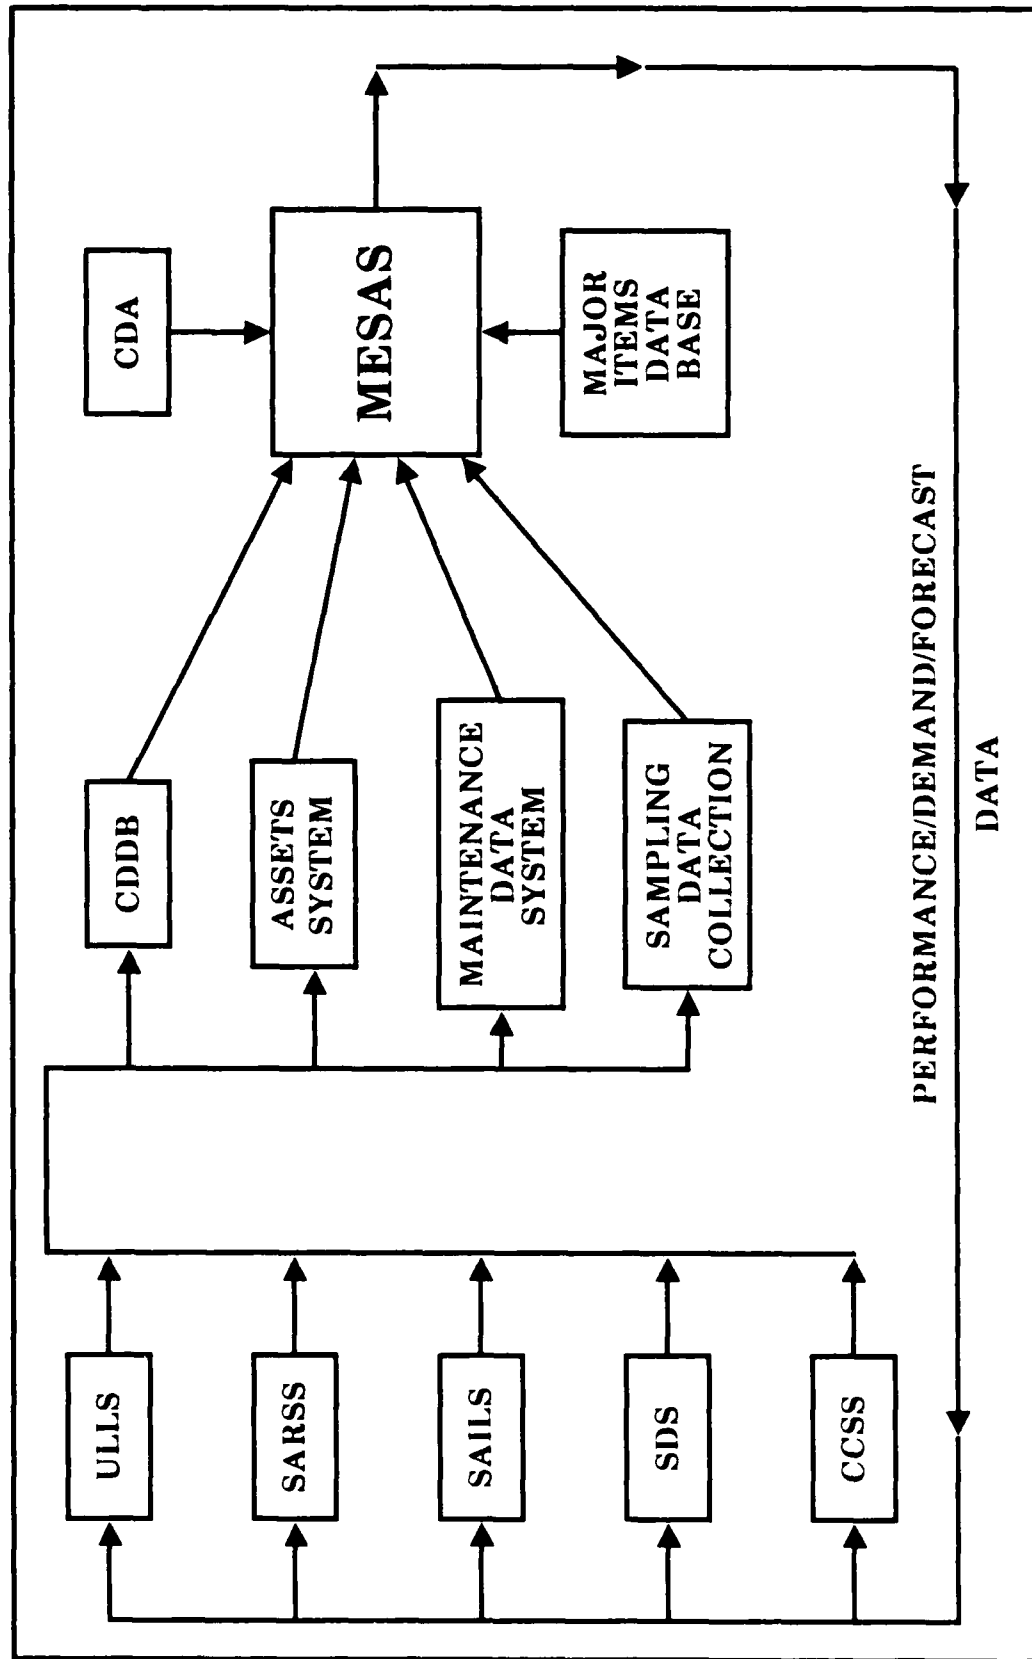 ULLS
SARSS
SAILS
SDS
CCSS
CDDB
ASSETS
SYSTEM
MAINTENANCE
DATA
SYSTEM
SAMPLING
DATA
COLLECTION
CDA
MESAS
MAJOR
ITEMS
DATA
BASE
PERFORMANCE/DEMAND/FORECAST
DATA